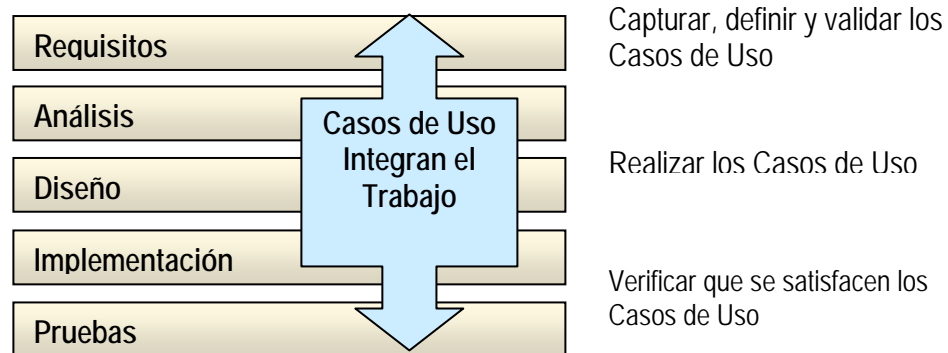 Requisitos
Análisis
Diseño
Implementación
Pruebas
Casos de Uso
Integran el
Trabajo
Capturar, definir y validar los
Casos de Uso
Realizar los Casos de Uso
Verificar que se satisfacen los
Casos de Uso